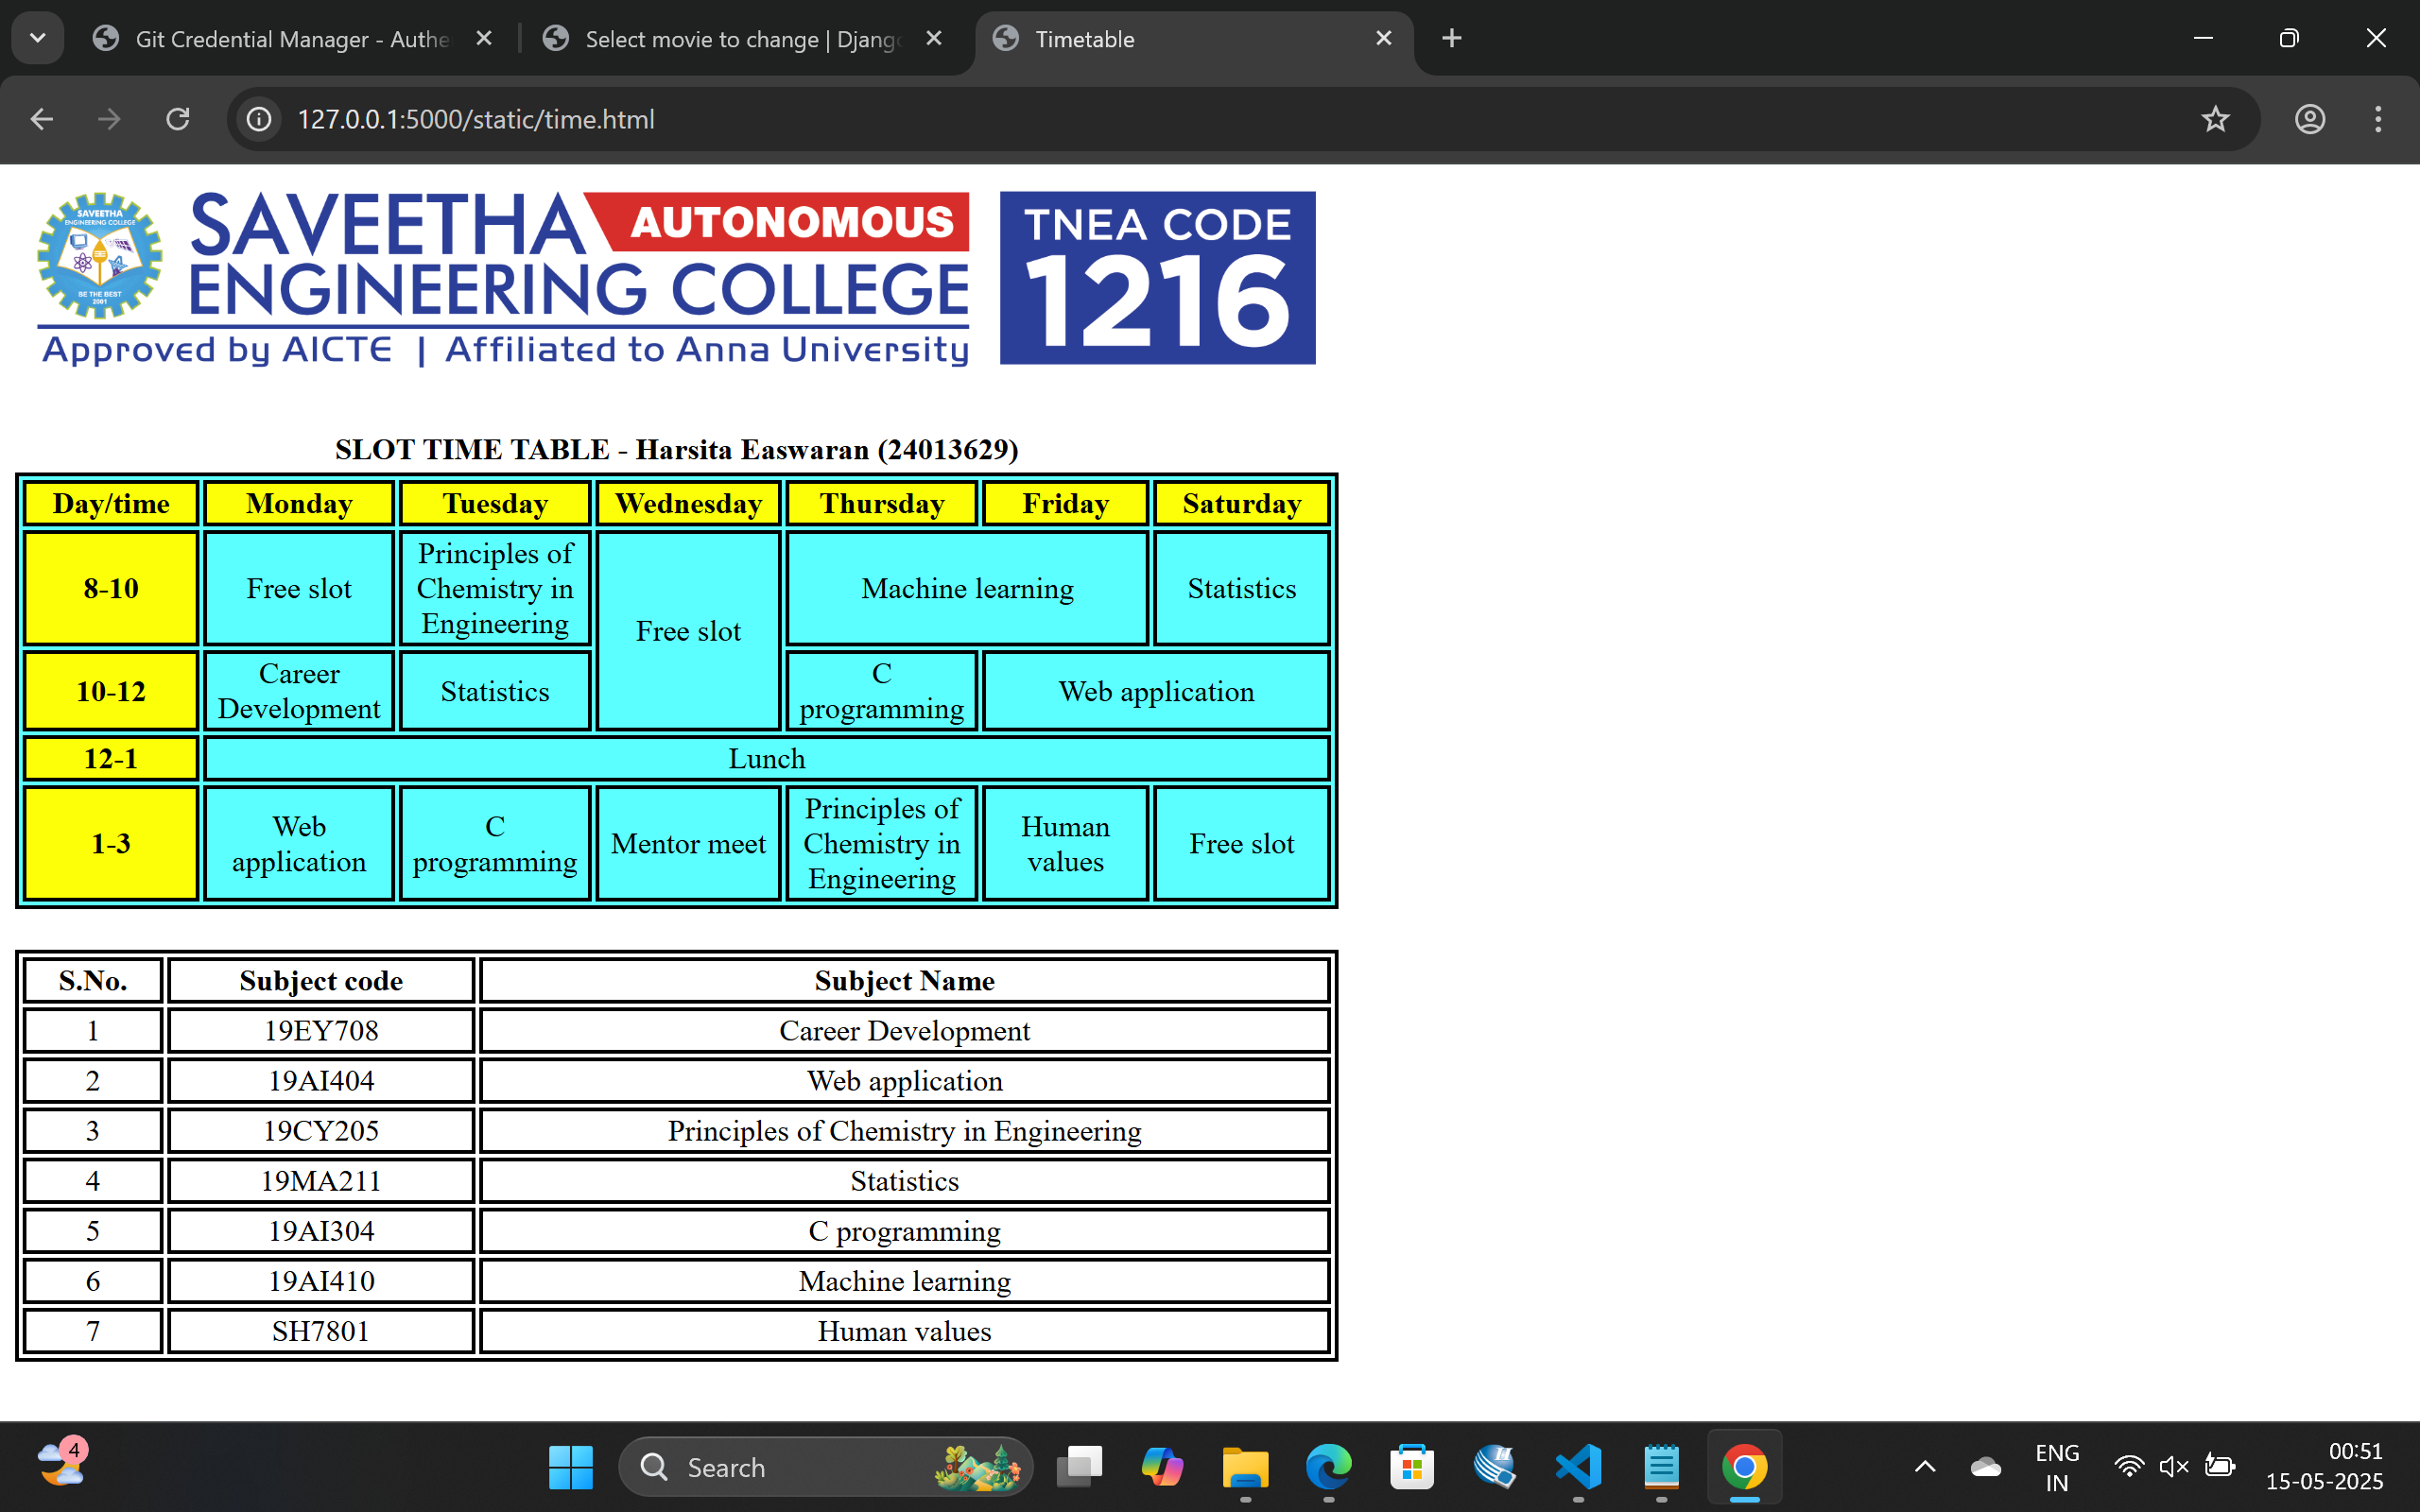 Git Credential Manager - Authe
Select movie to change | Djang
Timetable
127.0.0.1:5000/static/time.html
SAVEETHA
ENGINEERING COLLEGE
BE THE BEST
2001
SAVEETHA AUTONOMOUS
ENGINEERING COLLEGE
Approved by AICTE | Affiliated to Anna University
TNEA CODE
1216
SLOT TIME TABLE - Harsita Easwaran (24013629)
Day/time Monday Tuesday Wednesday Thursday Friday Saturday
8-10 Free slot Principles of Chemistry in Engineering Free slot Machine learning Statistics
10-12 Career Development Statistics C programming Web application
12-1 Lunch
1-3 Web application C programming Mentor meet Principles of Chemistry in Engineering Human values Free slot
S.No. Subject code Subject Name
1 19EY708 Career Development
2 19AI404 Web application
3 19CY205 Principles of Chemistry in Engineering
4 19MA211 Statistics
5 19AI304 C programming
6 19AI410 Machine learning
7 SH7801 Human values
4
Search
ENG
IN
00:51
15-05-2025